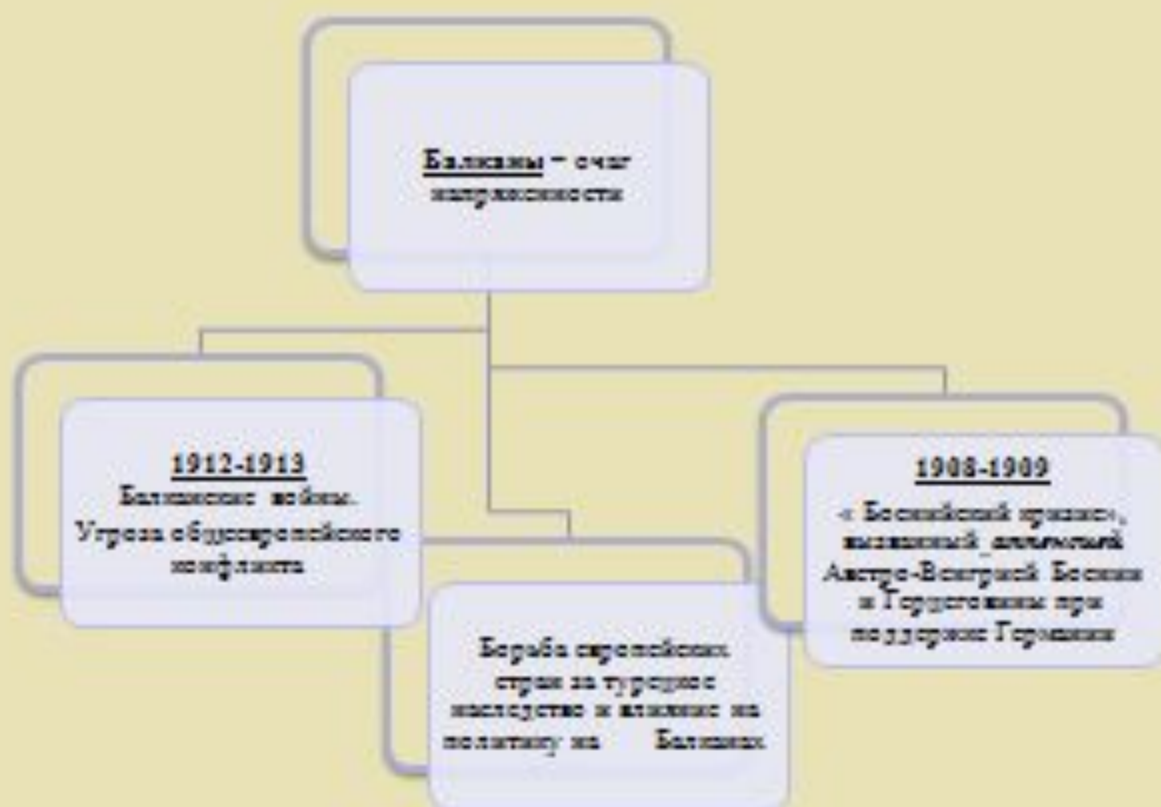 Балканы – очаг
напряженности
1912-1913
Балканские войны.
Угроза общеевропейского
конфликта
Борьба европейских
стран за турецкое
наследство и влияние на
политику на Балканах
1908-1909
« Боснийский кризис»,
вызванный аннексией
Австро-Венгрией Боснии
и Герцеговины при
поддержке Германии